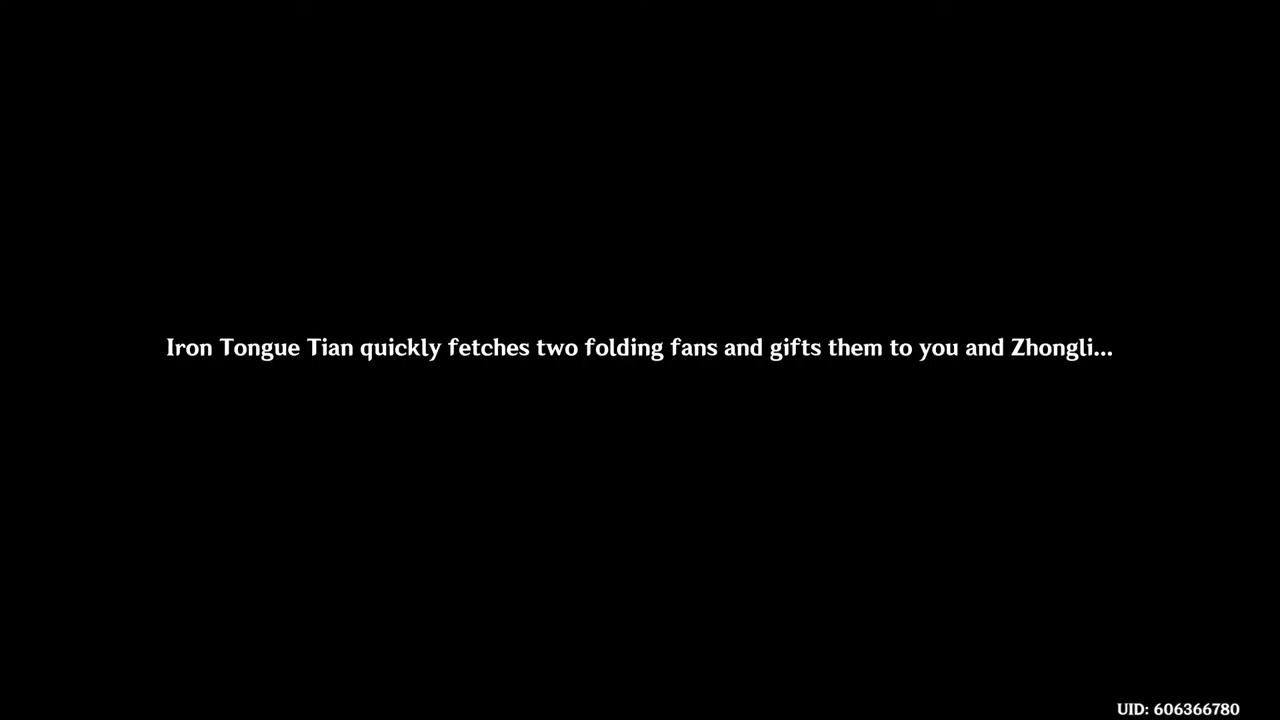 Iron Tongue Tian quickly fetches two folding fans and gifts them to you and Zhongli...
UID: 606366780